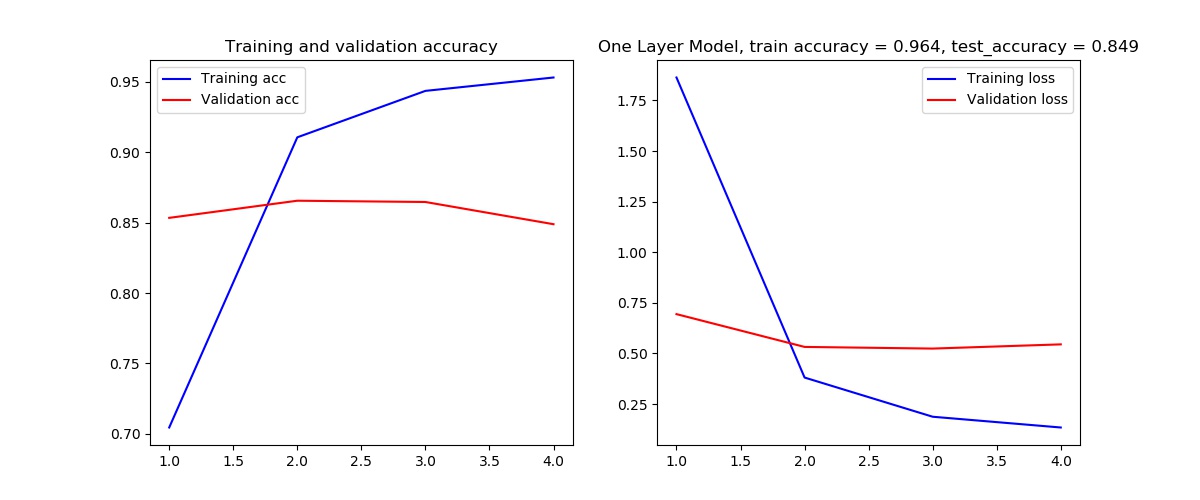 Training and validation accuracy
Training acc
Validation acc
0.95
0.90
0.85
0.80
0.75
0.70
1.0 1.5 2.0 2.5 3.0 3.5 4.0
One Layer Model, train accuracy = 0.964, test_accuracy = 0.849
Training loss
Validation loss
1.75
1.50
1.25
1.00
0.75
0.50
0.25
1.0 1.5 2.0 2.5 3.0 3.5 4.0